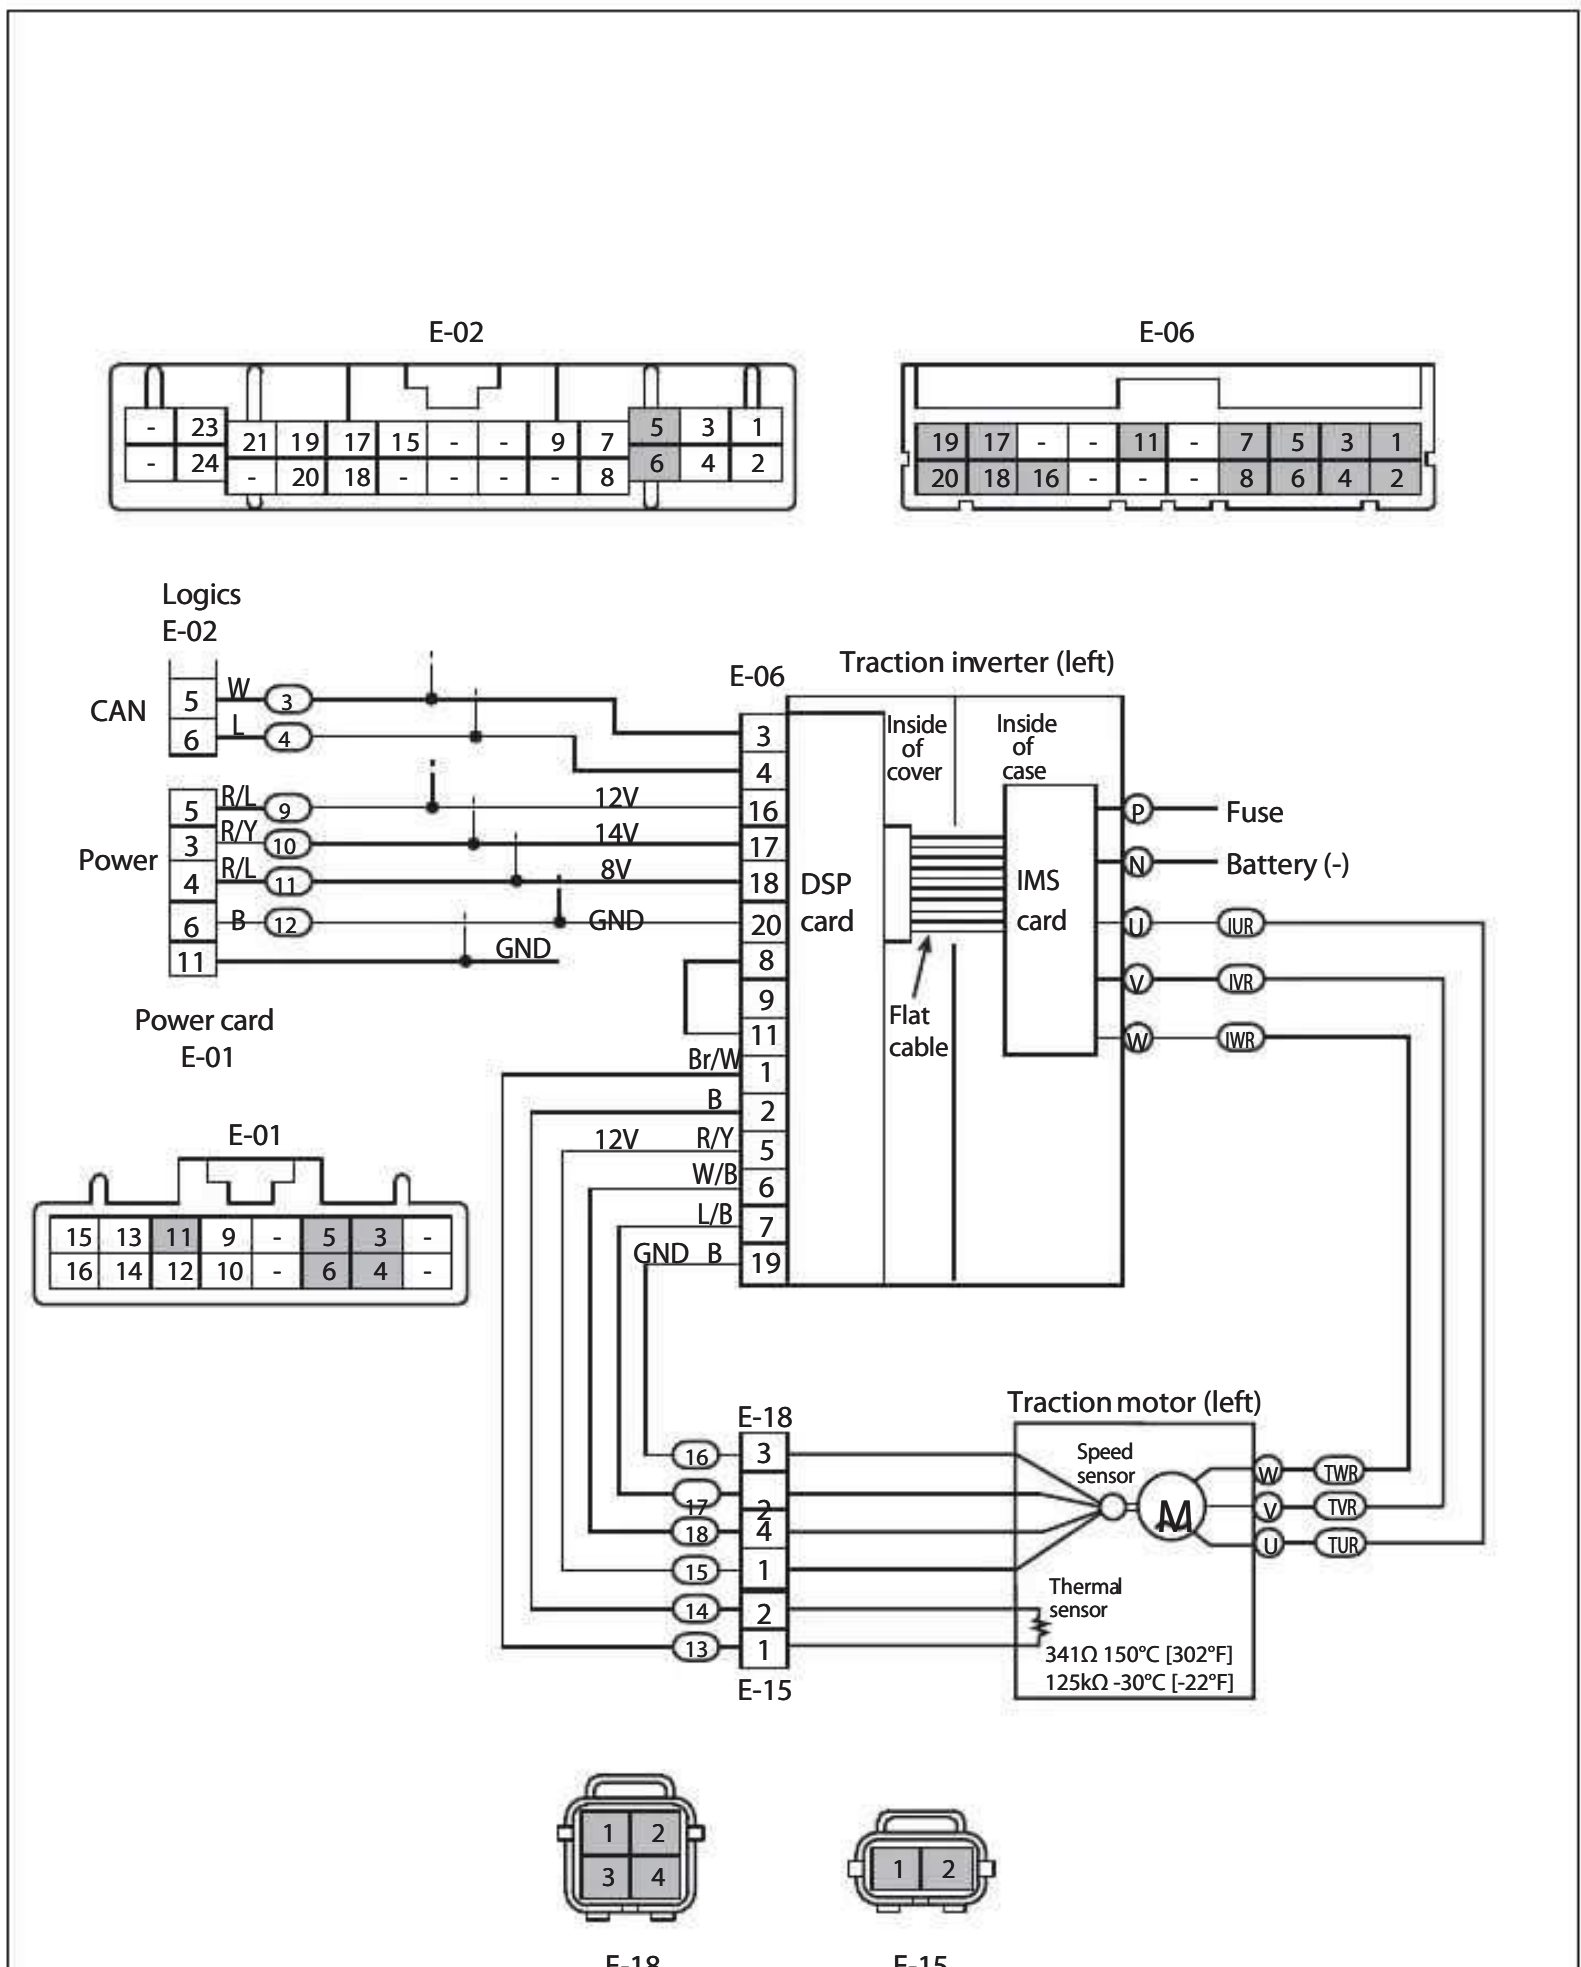 E-02
E-06
- 23 21 19 17 15 - - 9 7 5 3 1
- 24 - 20 18 - - - - 8 6 4 2
19 17 - - 11 - 7 5 3 1
20 18 16 - - - 8 6 4 2
Logics
E-02
CAN
5 W 3
6 L 4
Power
5 R/L 9 12V
3 R/Y 10 14V
4 R/L 11 8V
6 B 12 GND
11 GND
Power card
E-01
E-01
15 13 11 9 - 5 3 -
16 14 12 10 - 6 4 -
Traction inverter (left)
E-06
3
4
16
17
18
20
8
9
11
Br/W 1
B 2
12V R/Y 5
W/B 6
L/B 7
GND B 19
DSP
card
Inside
of
cover
Inside
of
case
IMS
card
Flat
cable
P Fuse
N Battery (-)
U IUR
V IVR
W IWR
E-18
16 3
17 2
18 4
15 1
14 2
13 1
E-15
Traction motor (left)
Speed
sensor
M
W TWR
V TVR
U TUR
Thermal
sensor
341Ω 150°C [302°F]
125kΩ -30°C [-22°F]
1 2
3 4
E-18
1 2
E-15